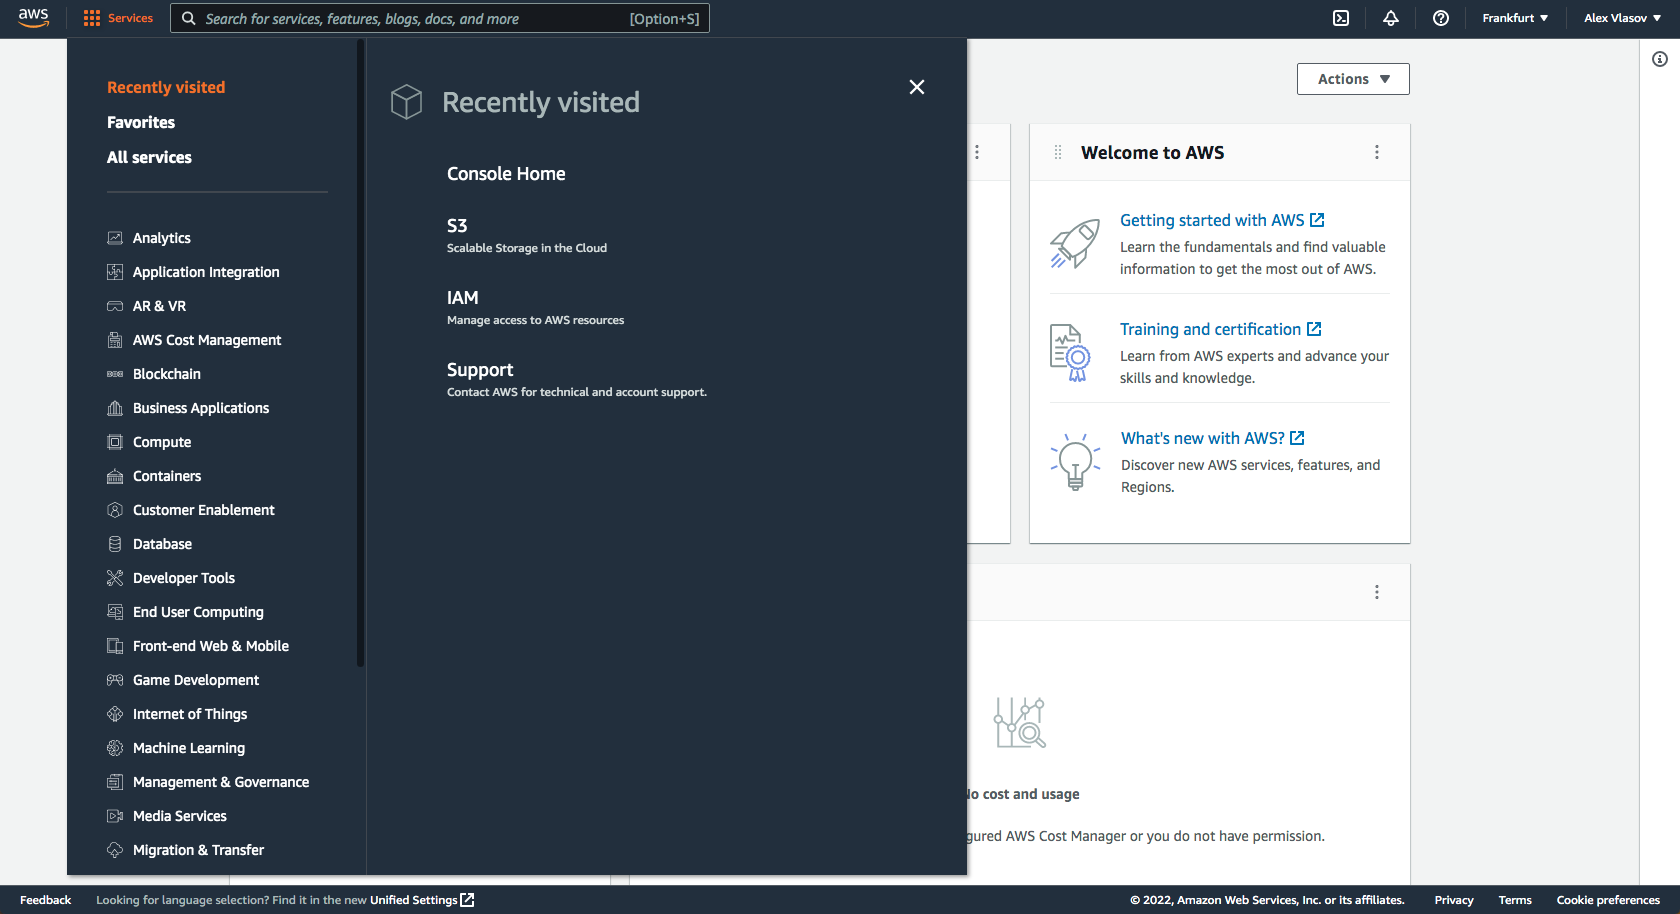 aws
Services
Search for services, features, blogs, docs, and more [Option+S]
Frankfurt
Alex Vlasov
Recently visited
Favorites
All services
Analytics
Application Integration
AR & VR
AWS Cost Management
Blockchain
Business Applications
Compute
Containers
Customer Enablement
Database
Developer Tools
End User Computing
Front-end Web & Mobile
Game Development
Internet of Things
Machine Learning
Management & Governance
Media Services
Migration & Transfer
Recently visited
Console Home
S3
Scalable Storage in the Cloud
IAM
Manage access to AWS resources
Support
Contact AWS for technical and account support.
Actions
Welcome to AWS
Getting started with AWS
Learn the fundamentals and find valuable
information to get the most out of AWS.
Training and certification
Learn from AWS experts and advance your
skills and knowledge.
What's new with AWS?
Discover new AWS services, features, and
Regions.
No cost and usage
gured AWS Cost Manager or you do not have permission.
Feedback
Looking for language selection? Find it in the new Unified Settings
© 2022, Amazon Web Services, Inc. or its affiliates.
Privacy
Terms
Cookie preferences